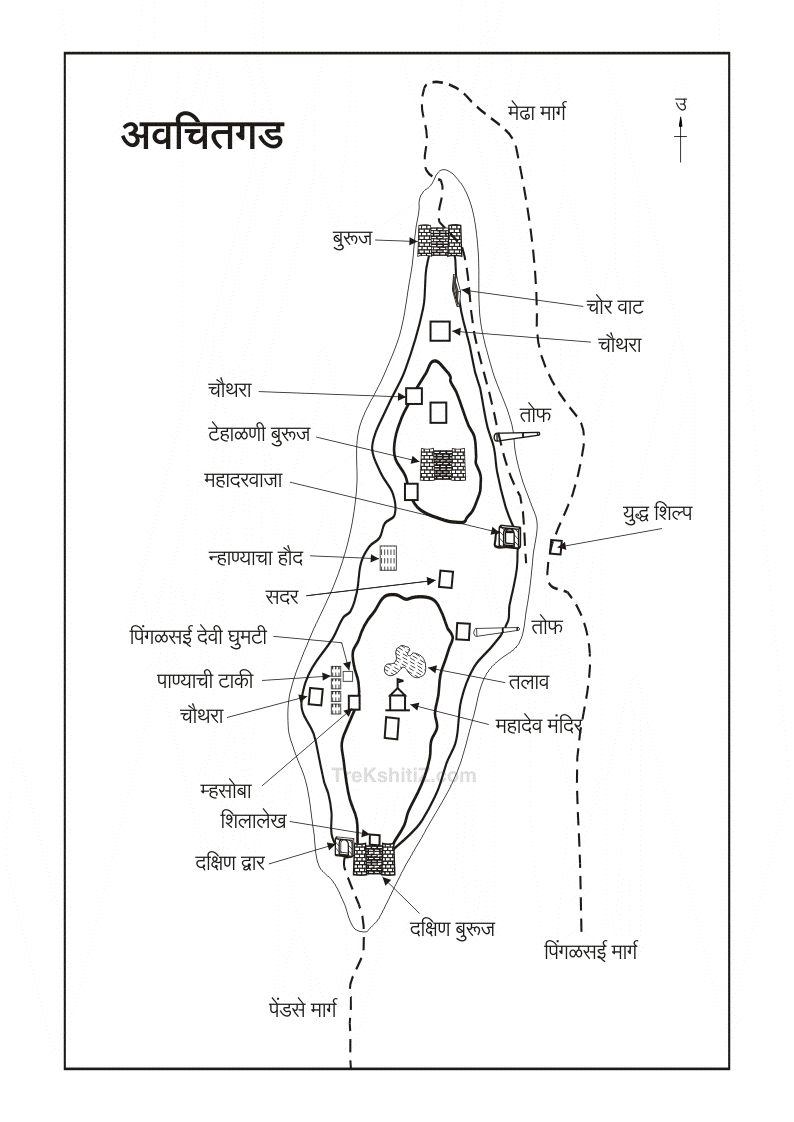 मेढा मार्ग
उ
अवचितगड
बुरूज
चोर वाट
चौथरा
चौथरा
तोफ
टेहाळणी बुरूज
महादरवाजा
युद्ध शिल्प
न्हाण्याचा हौद
सदर
तोफ
पिंगळसई देवी घुमटी
पाण्याची टाकी
तलाव
चौथरा
महादेव मंदिर
TreKshitiZ.com
म्हसोबा
शिलालेख
दक्षिण द्वार
दक्षिण बुरूज
पिंगळसई मार्ग
पेंडसे मार्ग